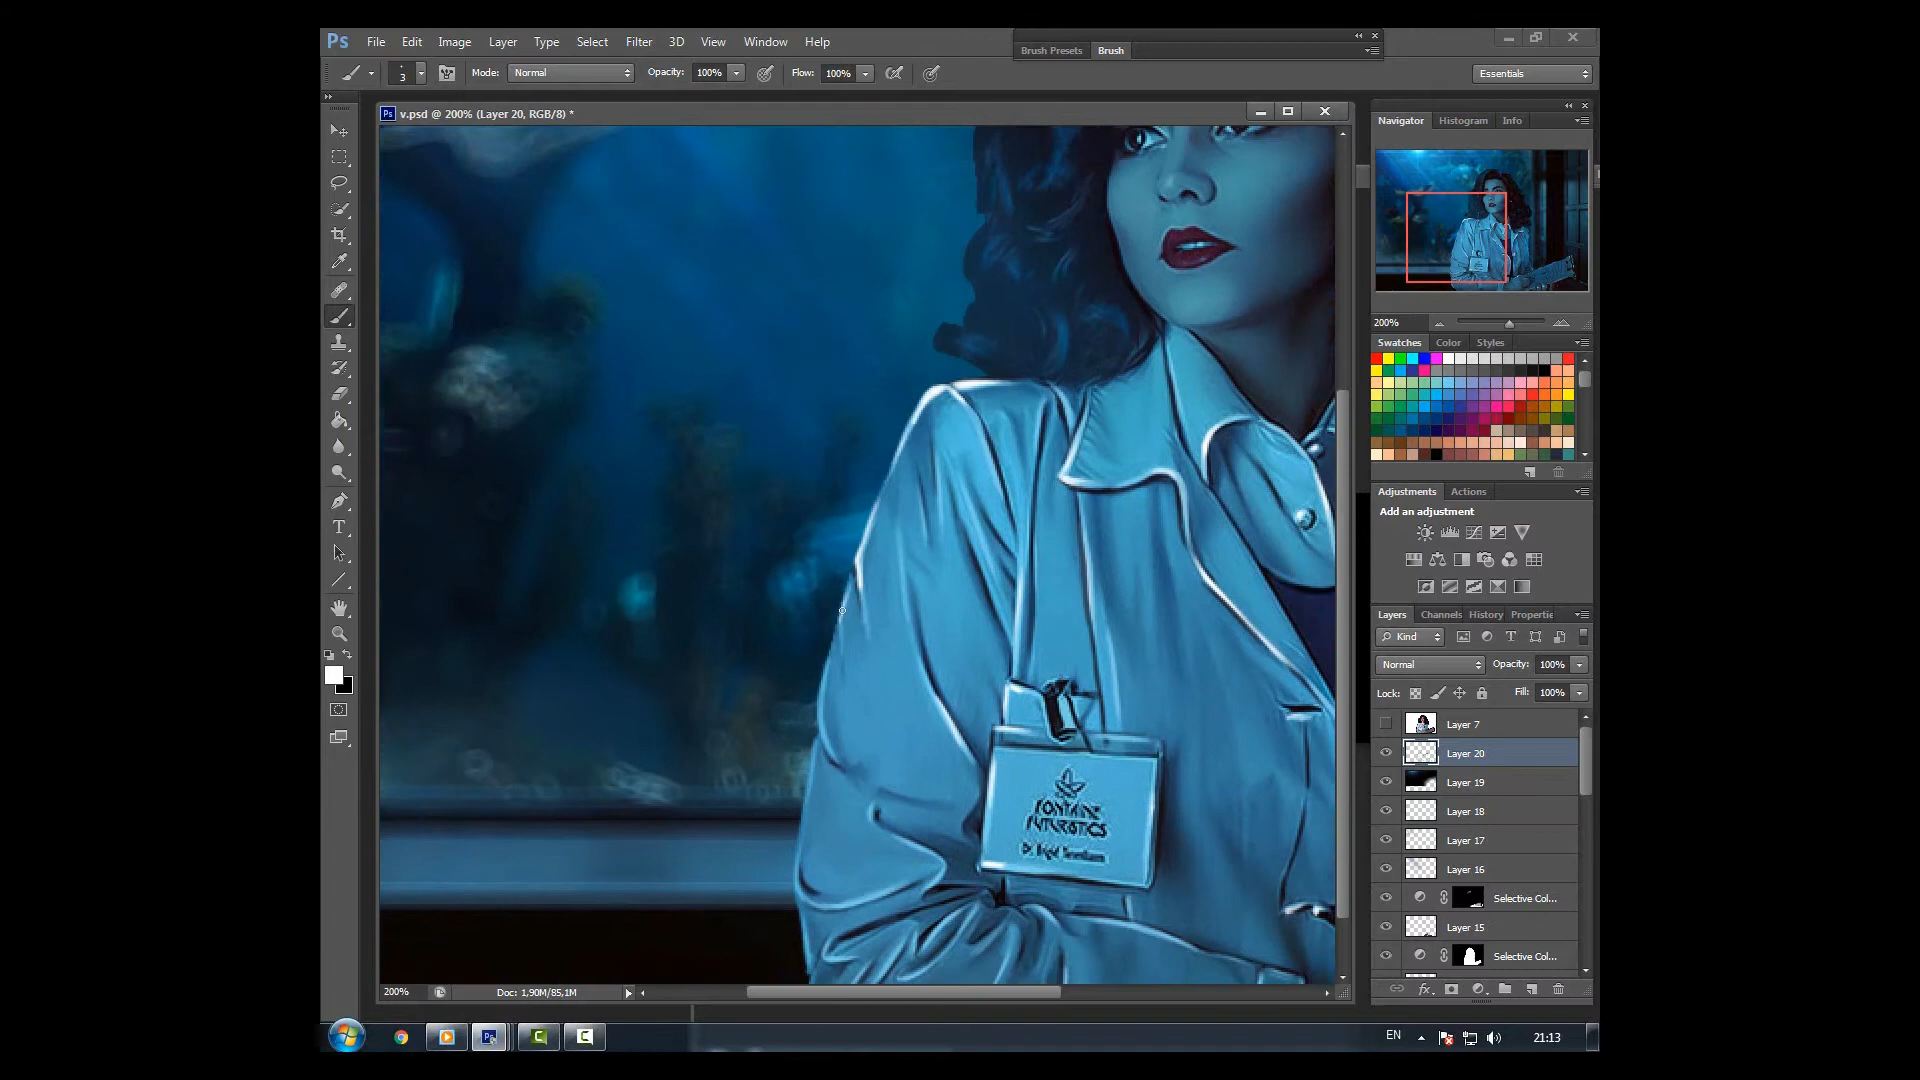 Ps File Edit Image Layer Type Select Filter 3D View Window Help
Brush Presets Brush
3 Mode: Normal Opacity: 100% Flow: 100% Essentials
v.psd @ 200% (Layer 20, RGB/8) *
Navigator Histogram Info
200%
Swatches Color Styles
Adjustments Actions
Add an adjustment
Layers Channels History Propertie
Kind
Normal Opacity: 100%
Lock: Fill: 100%
Layer 7
Layer 20
Layer 19
Layer 18
Layer 17
Layer 16
Selective Col...
Layer 15
Selective Col...
FONTAINE
FUTURISTICS
200% Doc: 1,90M/85,1M
EN 21:13